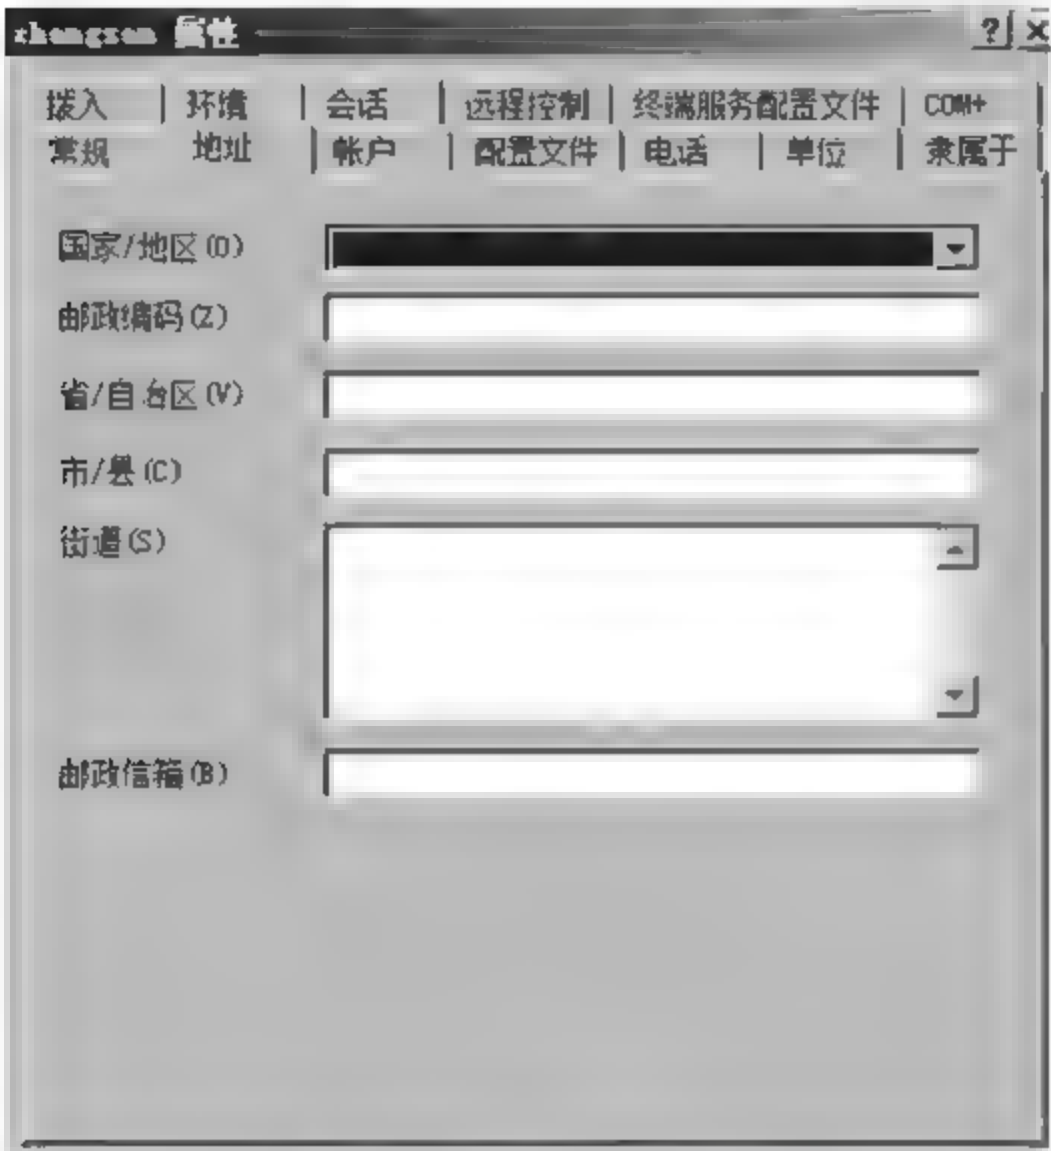 zhangsan 属性
拨入 环境 会话 远程控制 终端服务配置文件 COM+
常规 地址 帐户 配置文件 电话 单位 隶属于
国家/地区(O)
邮政编码(Z)
省/自治区(V)
市/县(C)
街道(S)
邮政信箱(B)